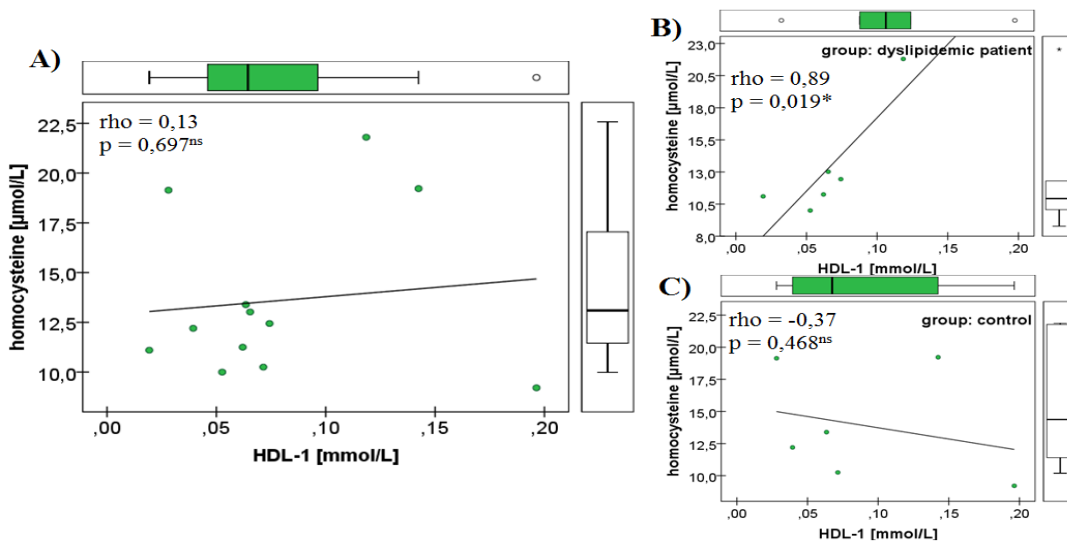 A)
rho = 0,13
p = 0,697ns
homocysteine [µmol/L]
22,5
20,0
17,5
15,0
12,5
10,0
,00 ,05 ,10 ,15 ,20
HDL-1 [mmol/L]
B)
group: dyslipidemic patient
rho = 0,89
p = 0,019*
homocysteine [µmol/L]
23,0
20,5
18,0
15,5
13,0
10,5
8,0
,00 ,05 ,10 ,15 ,20
HDL-1 [mmol/L]
*
C)
group: control
rho = -0,37
p = 0,468ns
homocysteine [µmol/L]
22,5
20,0
17,5
15,0
12,5
10,0
,00 ,05 ,10 ,15 ,20
HDL-1 [mmol/L]